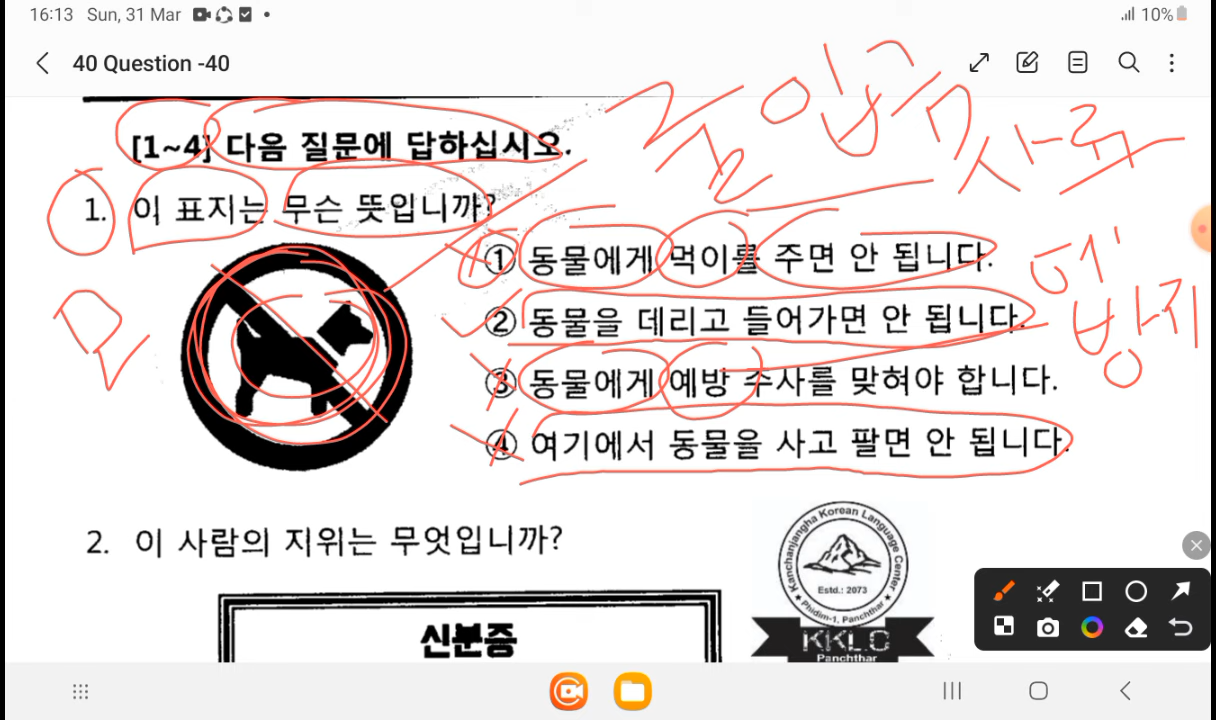 16:13 Sun, 31 Mar 10%
40 Question -40
[1~4] 다음 질문에 답하십시오.
1. 이 표지는 무슨 뜻입니까?
① 동물에게 먹이를 주면 안 됩니다.
② 동물을 데리고 들어가면 안 됩니다.
③ 동물에게 예방 주사를 맞혀야 합니다.
④ 여기에서 동물을 사고 팔면 안 됩니다.
예
방지
2. 이 사람의 지위는 무엇입니까?
신분증
Kanchanjangha Korean Language Center
Estd.: 2073
Phidim-1, Panchthar
KKLC
Panchthar